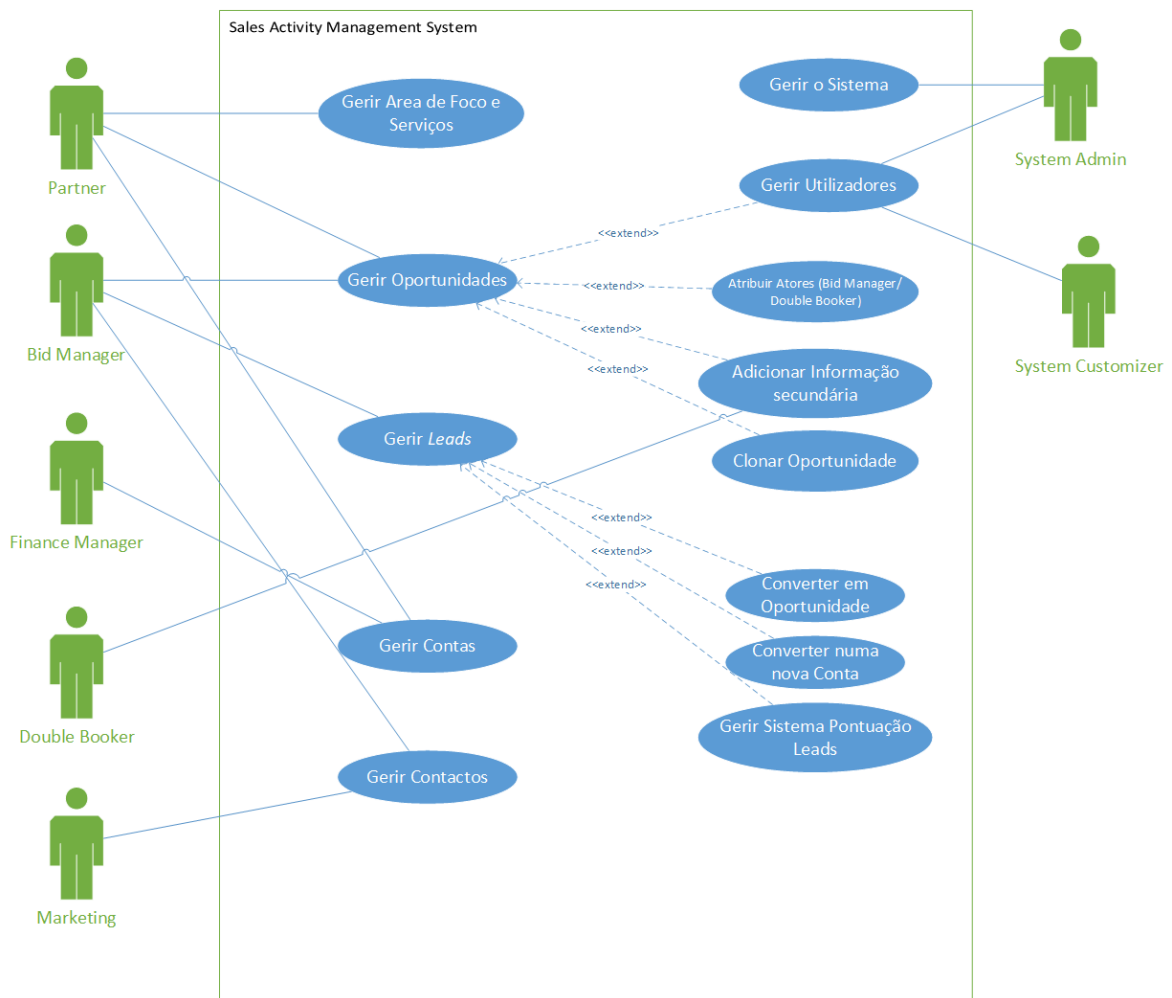 Sales Activity Management System
Gerir Area de Foco e
Serviços
Gerir o Sistema
System Admin
Partner
Gerir Utilizadores
<<extend>>
Gerir Oportunidades
<<extend>>
Atribuir Atores (Bid Manager/
Double Booker)
Bid Manager
<<extend>>
System Customizer
<<extend>>
Adicionar Informação
secundária
Gerir Leads
Clonar Oportunidade
Finance Manager
<<extend>>
<<extend>>
<<extend>>
Converter em
Oportunidade
Gerir Contas
Converter numa
nova Conta
Double Booker
Gerir Sistema Pontuação
Leads
Gerir Contactos
Marketing